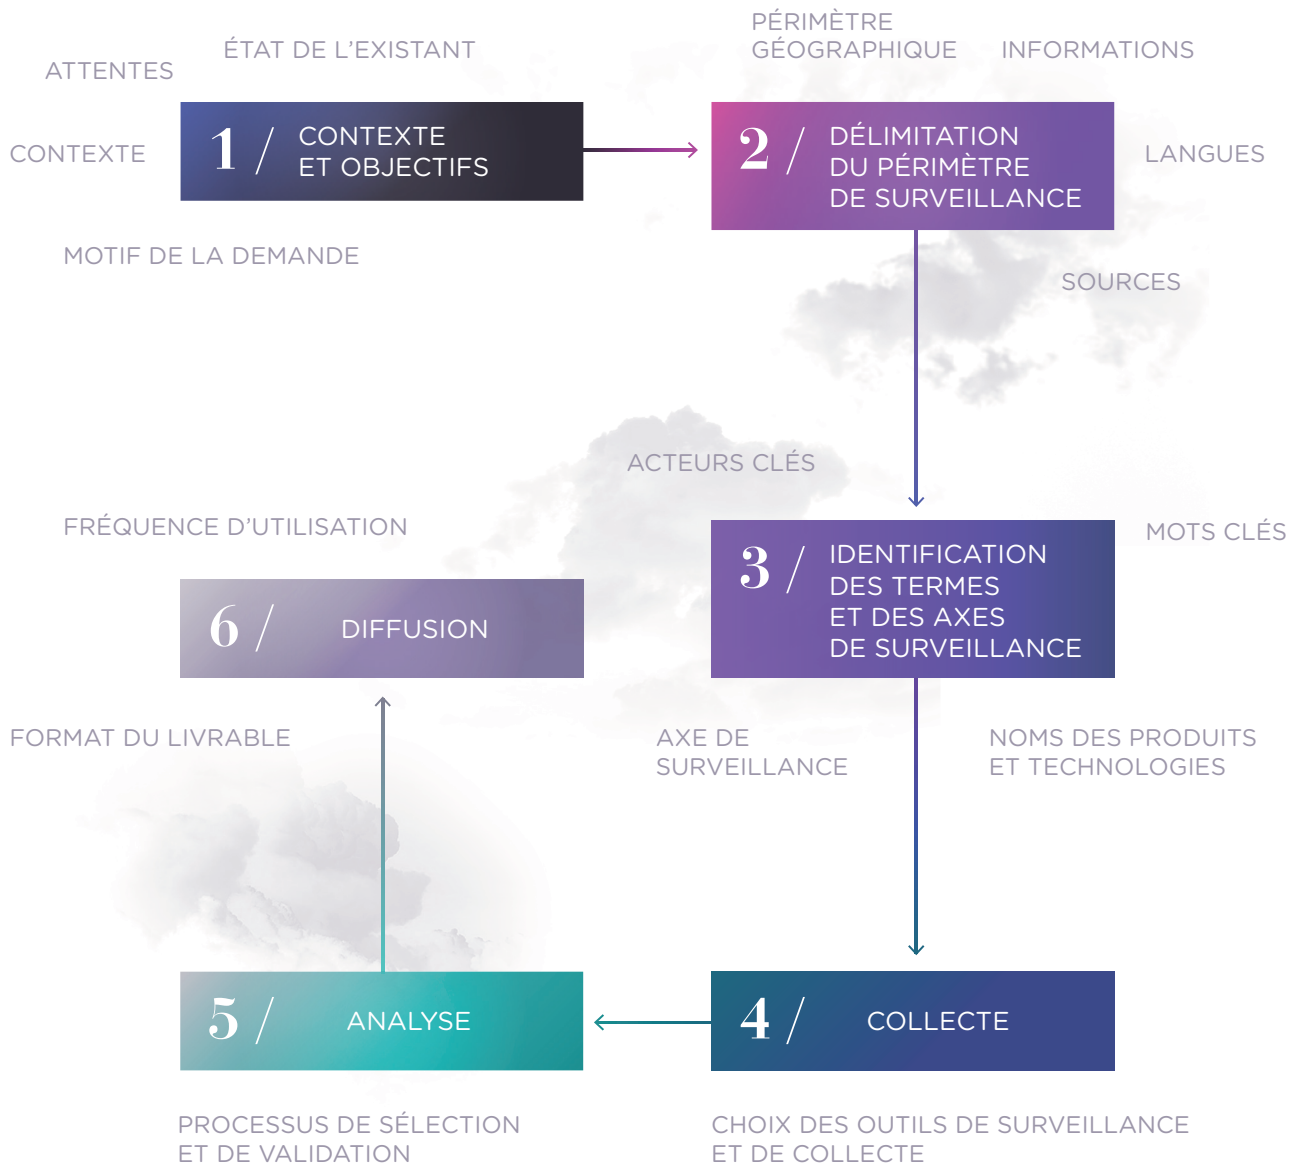 PÉRIMÈTRE
GÉOGRAPHIQUE
INFORMATIONS
ÉTAT DE L’EXISTANT
ATTENTES
CONTEXTE
1 / CONTEXTE
ET OBJECTIFS
MOTIF DE LA DEMANDE
2 / DÉLIMITATION
DU PÉRIMÈTRE
DE SURVEILLANCE
LANGUES
SOURCES
ACTEURS CLÉS
MOTS CLÉS
3 / IDENTIFICATION
DES TERMES
ET DES AXES
DE SURVEILLANCE
AXE DE
SURVEILLANCE
NOMS DES PRODUITS
ET TECHNOLOGIES
4 / COLLECTE
CHOIX DES OUTILS DE SURVEILLANCE
ET DE COLLECTE
5 / ANALYSE
PROCESSUS DE SÉLECTION
ET DE VALIDATION
FRÉQUENCE D’UTILISATION
6 / DIFFUSION
FORMAT DU LIVRABLE